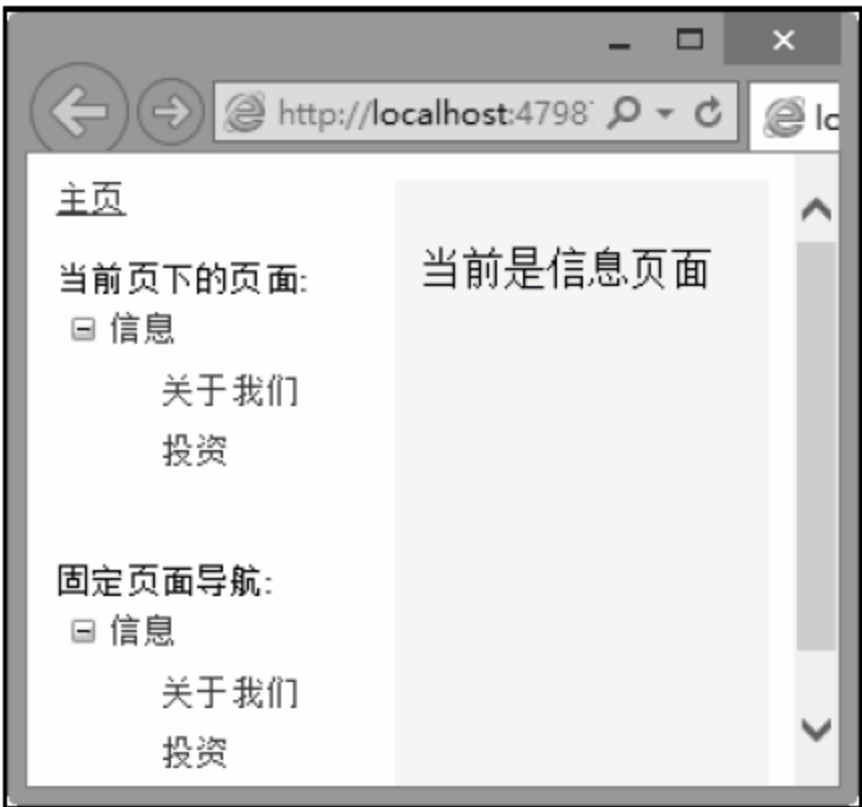 http://localhost:4798
lo
主页
当前页下的页面:
信息
关于我们
投资
固定页面导航:
信息
关于我们
投资
当前是信息页面